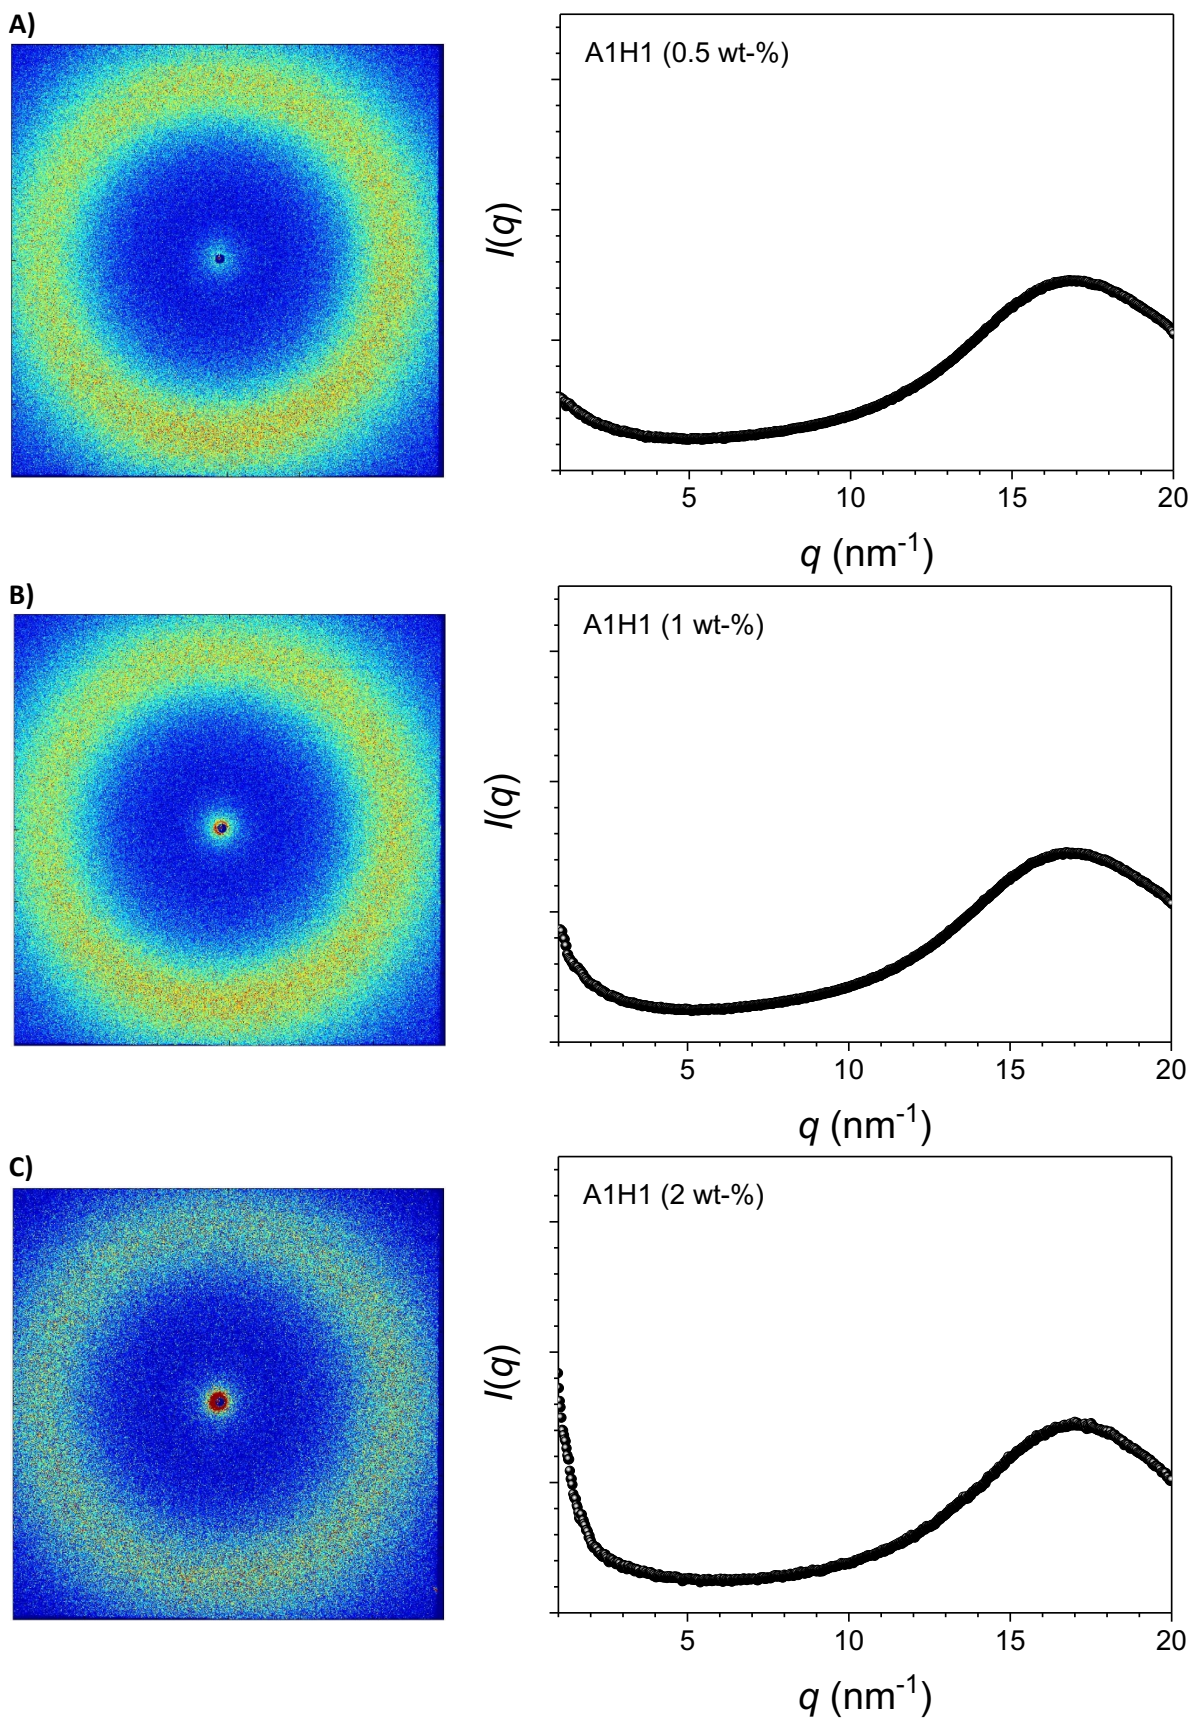 A)
A1H1 (0.5 wt-%)
I(q)
5 10 15 20
q (nm⁻¹)
B)
A1H1 (1 wt-%)
I(q)
5 10 15 20
q (nm⁻¹)
C)
A1H1 (2 wt-%)
I(q)
5 10 15 20
q (nm⁻¹)